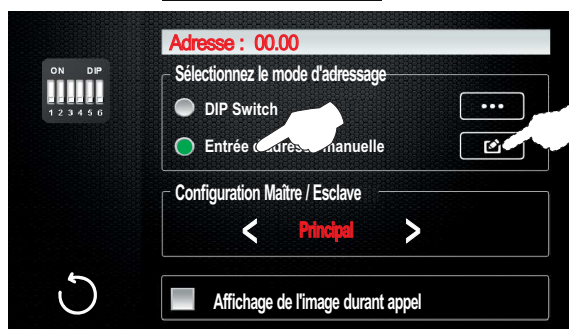 Adresse : 00.00
ON DIP
1 2 3 4 5 6
Sélectionnez le mode d'adressage
DIP Switch
Entrée d'adresse manuelle
Configuration Maître / Esclave
Principal
Affichage de l'image durant appel